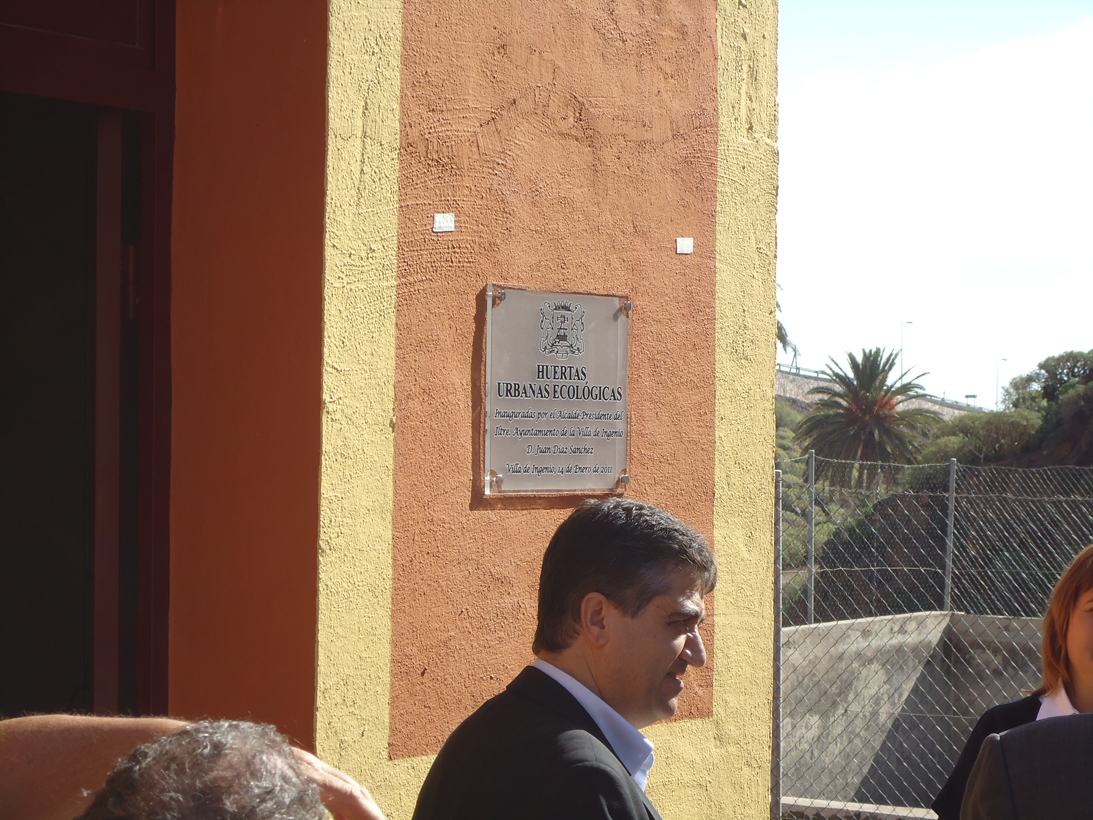 HUERTAS
URBANAS ECOLÓGICAS
Inauguradas por el Alcalde-Presidente del
Iltre. Ayuntamiento de la Villa de Ingenio
D. Juan Díaz Sánchez
Villa de Ingenio, 14 de Enero de 2011